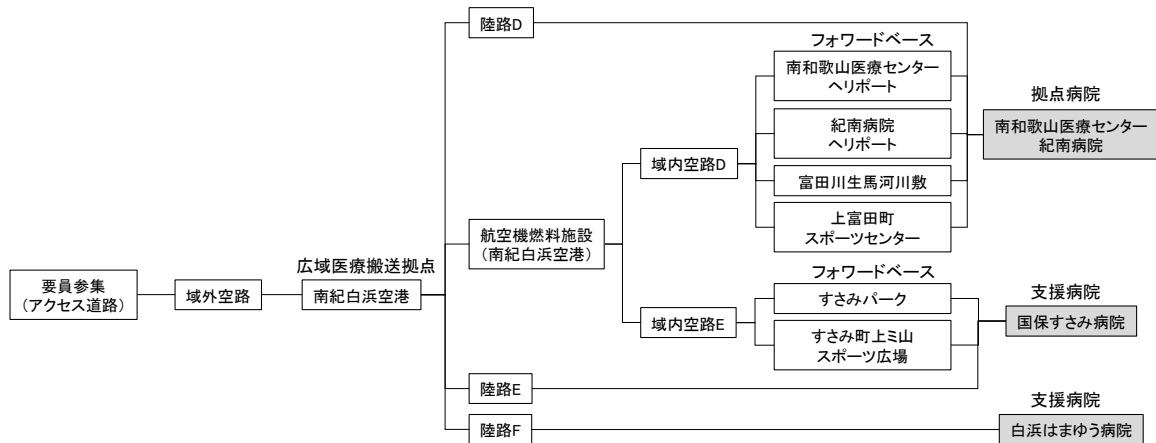 陸路D
フォワードベース
南和歌山医療センター
ヘリポート
紀南病院
ヘリポート
富田川生馬河川敷
上富田町
スポーツセンター
拠点病院
南和歌山医療センター
紀南病院
域内空路D
航空機燃料施設
(南紀白浜空港)
要員参集
(アクセス道路)
域外空路
広域医療搬送拠点
南紀白浜空港
域内空路E
フォワードベース
すさみパーク
すさみ町上ミ山
スポーツ広場
支援病院
国保すさみ病院
陸路E
陸路F
支援病院
白浜はまゆう病院